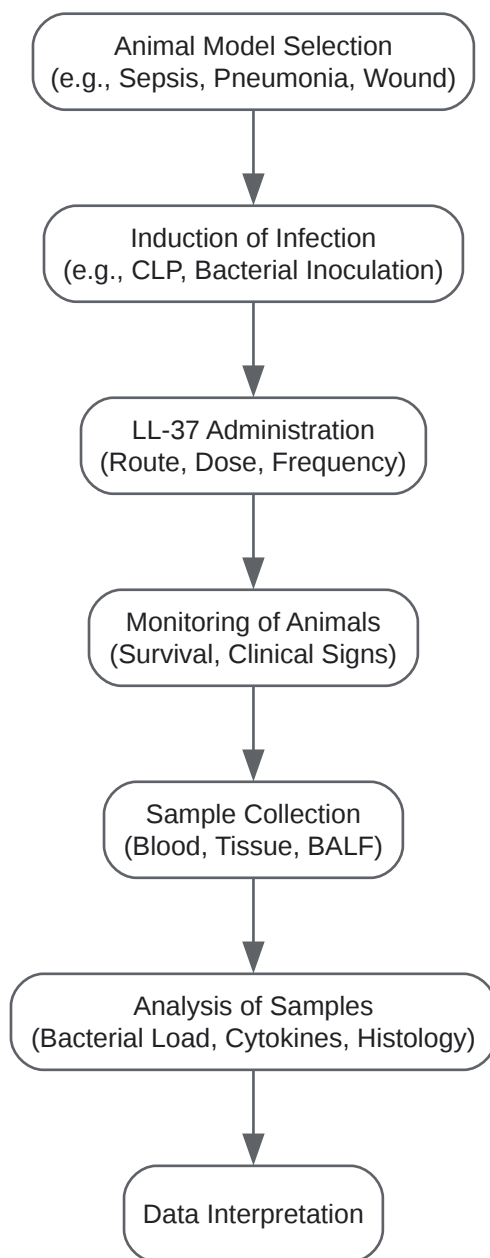 Animal Model Selection
(e.g., Sepsis, Pneumonia, Wound)
Induction of Infection
(e.g., CLP, Bacterial Inoculation)
LL-37 Administration
(Route, Dose, Frequency)
Monitoring of Animals
(Survival, Clinical Signs)
Sample Collection
(Blood, Tissue, BALF)
Analysis of Samples
(Bacterial Load, Cytokines, Histology)
Data Interpretation